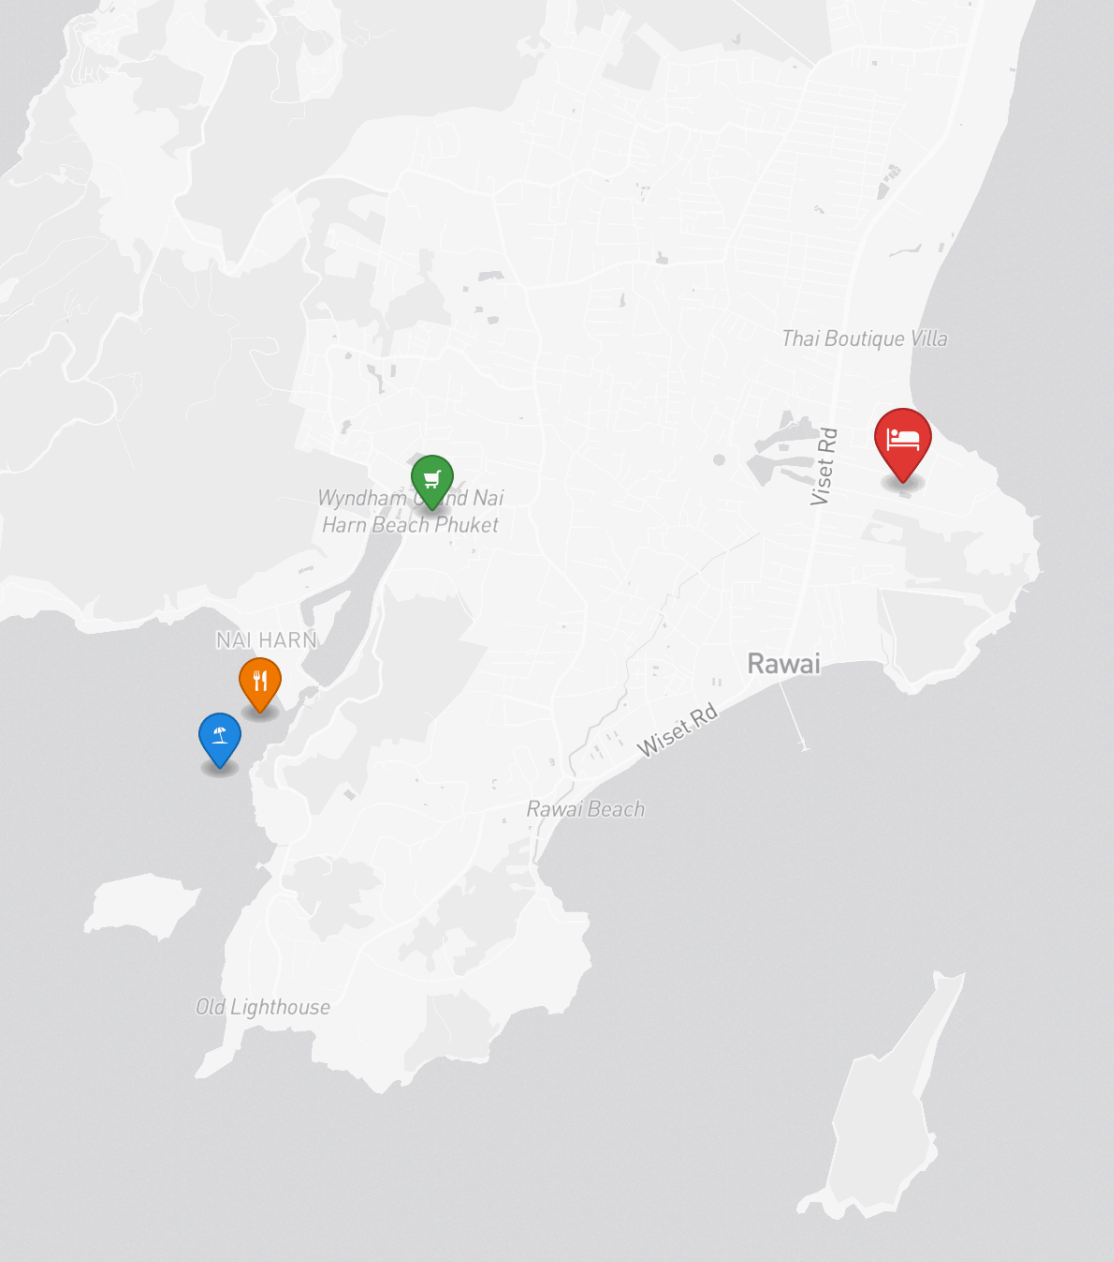 Thai Boutique Villa
Viset Rd
Wyndham Grand Nai
Harn Beach Phuket
NAI HARN
Rawai
Wiset Rd
Rawai Beach
Old Lighthouse